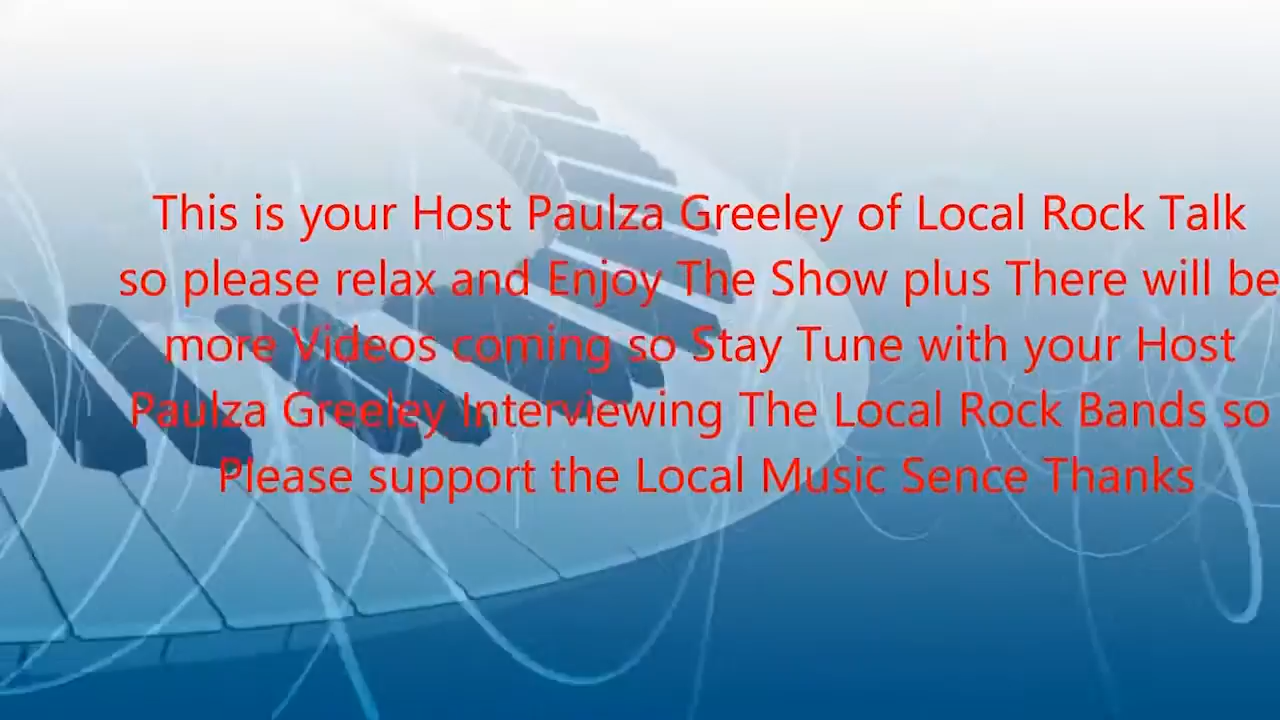 This is your Host Paulza Greeley of Local Rock Talk
so please relax and Enjoy The Show plus There will be
more Videos coming so Stay Tune with your Host
Paulza Greeley Interviewing The Local Rock Bands so
Please support the Local Music Sence Thanks